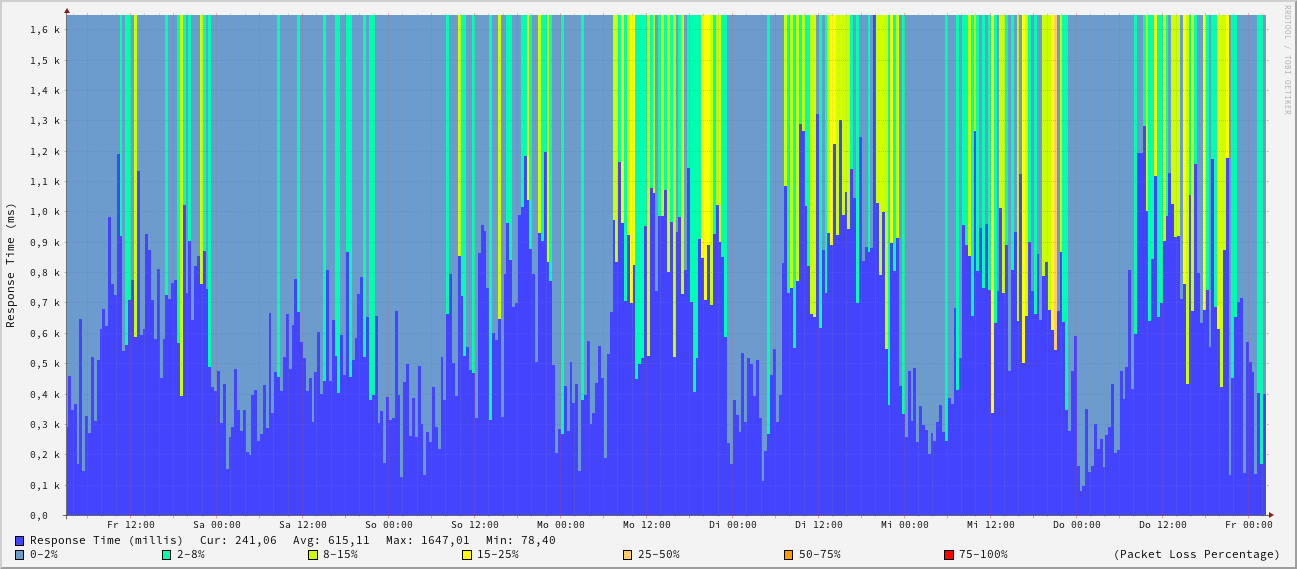 RRDTOOL / TOBI OETIKER
Response Time (ms)
1,6 k
1,5 k
1,4 k
1,3 k
1,2 k
1,1 k
1,0 k
0,9 k
0,8 k
0,7 k
0,6 k
0,5 k
0,4 k
0,3 k
0,2 k
0,1 k
0,0
Fr 12:00 Sa 00:00 Sa 12:00 So 00:00 So 12:00 Mo 00:00 Mo 12:00 Di 00:00 Di 12:00 Mi 00:00 Mi 12:00 Do 00:00 Do 12:00 Fr 00:00
Response Time (millis) Cur: 241,06 Avg: 615,11 Max: 1647,01 Min: 78,40
0-2% 2-8% 8-15% 15-25% 25-50% 50-75% 75-100% (Packet Loss Percentage)